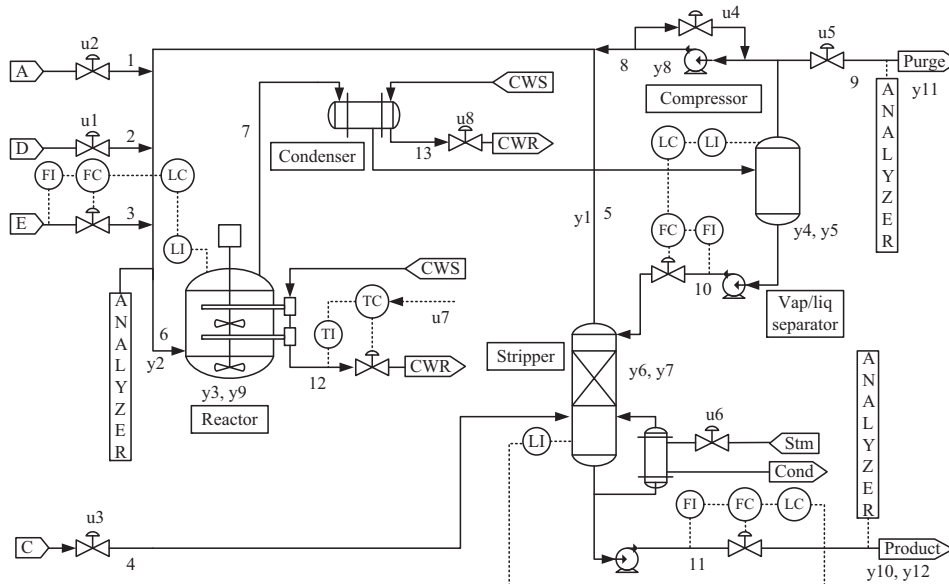 u4
u2
u5
A
1
8
y8
9
Purge
y11
Compressor
CWS
A
N
A
L
Y
Z
E
R
u1
7
D
2
Condenser
13
u8
CWR
LC
LI
FI
FC
LC
E
3
y1
5
y4, y5
LI
FC
FI
CWS
10
Vap/liq
separator
TC
u7
A
N
A
L
Y
Z
E
R
6
y2
TI
Stripper
12
CWR
y6, y7
y3, y9
Reactor
A
N
A
L
Y
Z
E
R
u6
LI
Stm
Cond
FI
FC
LC
u3
C
4
11
Product
y10, y12